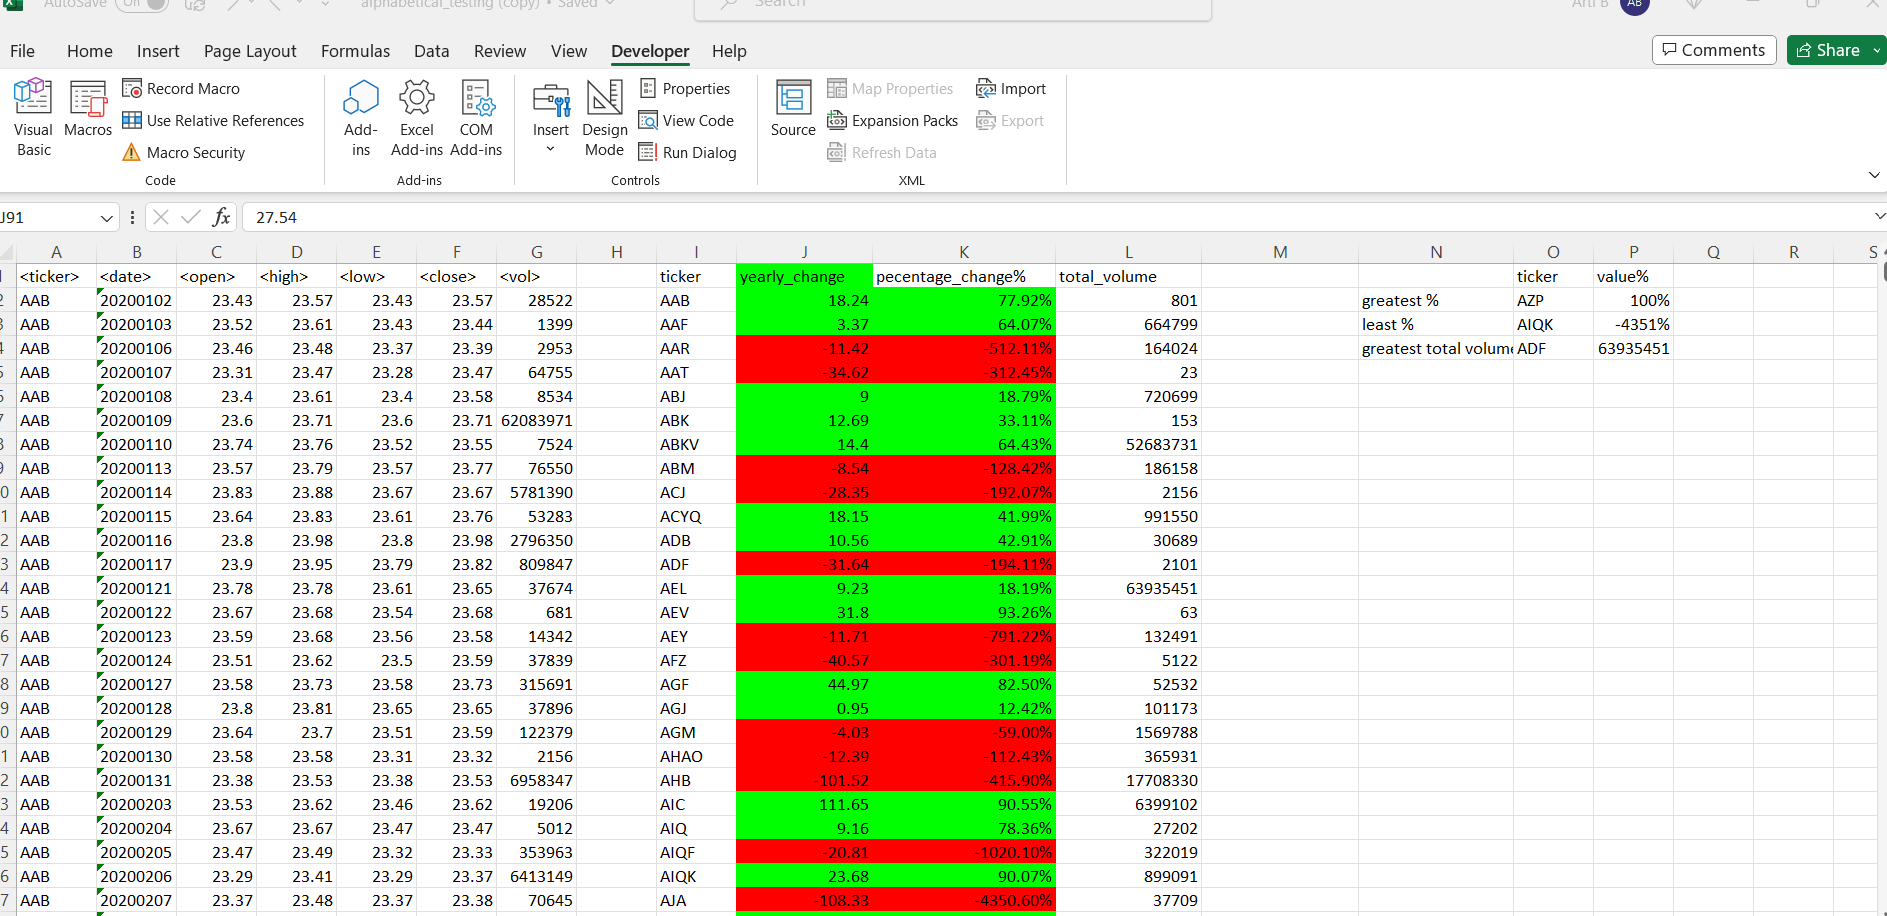 AutoSave Off alphabetical_testing (copy) • Saved Search Arti B AB
File Home Insert Page Layout Formulas Data Review View Developer Help Comments Share
Visual Basic
Macros
Record Macro
Use Relative References
Macro Security
Code
Add-ins
Excel Add-ins
COM Add-ins
Add-ins
Insert
Design Mode
Properties
View Code
Run Dialog
Controls
Source
Map Properties
Expansion Packs
Refresh Data
Import
Export
XML
J91 fx 27.54
A B C D E F G H I J K L M N O P Q R S
<ticker> <date> <open> <high> <low> <close> <vol> ticker yearly_change pecentage_change% total_volume ticker value%
2 AAB 20200102 23.43 23.57 23.43 23.57 28522 AAB 18.24 77.92% 801 greatest % AZP 100%
3 AAB 20200103 23.52 23.61 23.43 23.44 1399 AAF 3.37 64.07% 664799 least % AIQK -4351%
4 AAB 20200106 23.46 23.48 23.37 23.39 2953 AAR -11.42 -512.11% 164024 greatest total volume ADF 63935451
5 AAB 20200107 23.31 23.47 23.28 23.47 64755 AAT -34.62 -312.45% 23
6 AAB 20200108 23.4 23.61 23.4 23.58 8534 ABJ 9 18.79% 720699
7 AAB 20200109 23.6 23.71 23.6 23.71 62083971 ABK 12.69 33.11% 153
8 AAB 20200110 23.74 23.76 23.52 23.55 7524 ABKV 14.4 64.43% 52683731
9 AAB 20200113 23.57 23.79 23.57 23.77 76550 ABM -8.54 -128.42% 186158
0 AAB 20200114 23.83 23.88 23.67 23.67 5781390 ACJ -28.35 -192.07% 2156
1 AAB 20200115 23.64 23.83 23.61 23.76 53283 ACYQ 18.15 41.99% 991550
2 AAB 20200116 23.8 23.98 23.8 23.98 2796350 ADB 10.56 42.91% 30689
3 AAB 20200117 23.9 23.95 23.79 23.82 809847 ADF -31.64 -194.11% 2101
4 AAB 20200121 23.78 23.78 23.61 23.65 37674 AEL 9.23 18.19% 63935451
5 AAB 20200122 23.67 23.68 23.54 23.68 681 AEV 31.8 93.26% 63
6 AAB 20200123 23.59 23.68 23.56 23.58 14342 AEY -11.71 -791.22% 132491
7 AAB 20200124 23.51 23.62 23.5 23.59 37839 AFZ -40.57 -301.19% 5122
8 AAB 20200127 23.58 23.73 23.58 23.73 315691 AGF 44.97 82.50% 52532
9 AAB 20200128 23.8 23.81 23.65 23.65 37896 AGJ 0.95 12.42% 101173
0 AAB 20200129 23.64 23.7 23.51 23.59 122379 AGM -4.03 -59.00% 1569788
1 AAB 20200130 23.58 23.58 23.31 23.32 2156 AHAO -12.39 -112.43% 365931
2 AAB 20200131 23.38 23.53 23.38 23.53 6958347 AHB -101.52 -415.90% 17708330
3 AAB 20200203 23.53 23.62 23.46 23.62 19206 AIC 111.65 90.55% 6399102
4 AAB 20200204 23.67 23.67 23.47 23.47 5012 AIQ 9.16 78.36% 27202
5 AAB 20200205 23.47 23.49 23.32 23.33 353963 AIQF -20.81 -1020.10% 322019
6 AAB 20200206 23.29 23.41 23.29 23.37 6413149 AIQK 23.68 90.07% 899091
7 AAB 20200207 23.37 23.48 23.37 23.38 70645 AJA -108.33 -4350.60% 37709